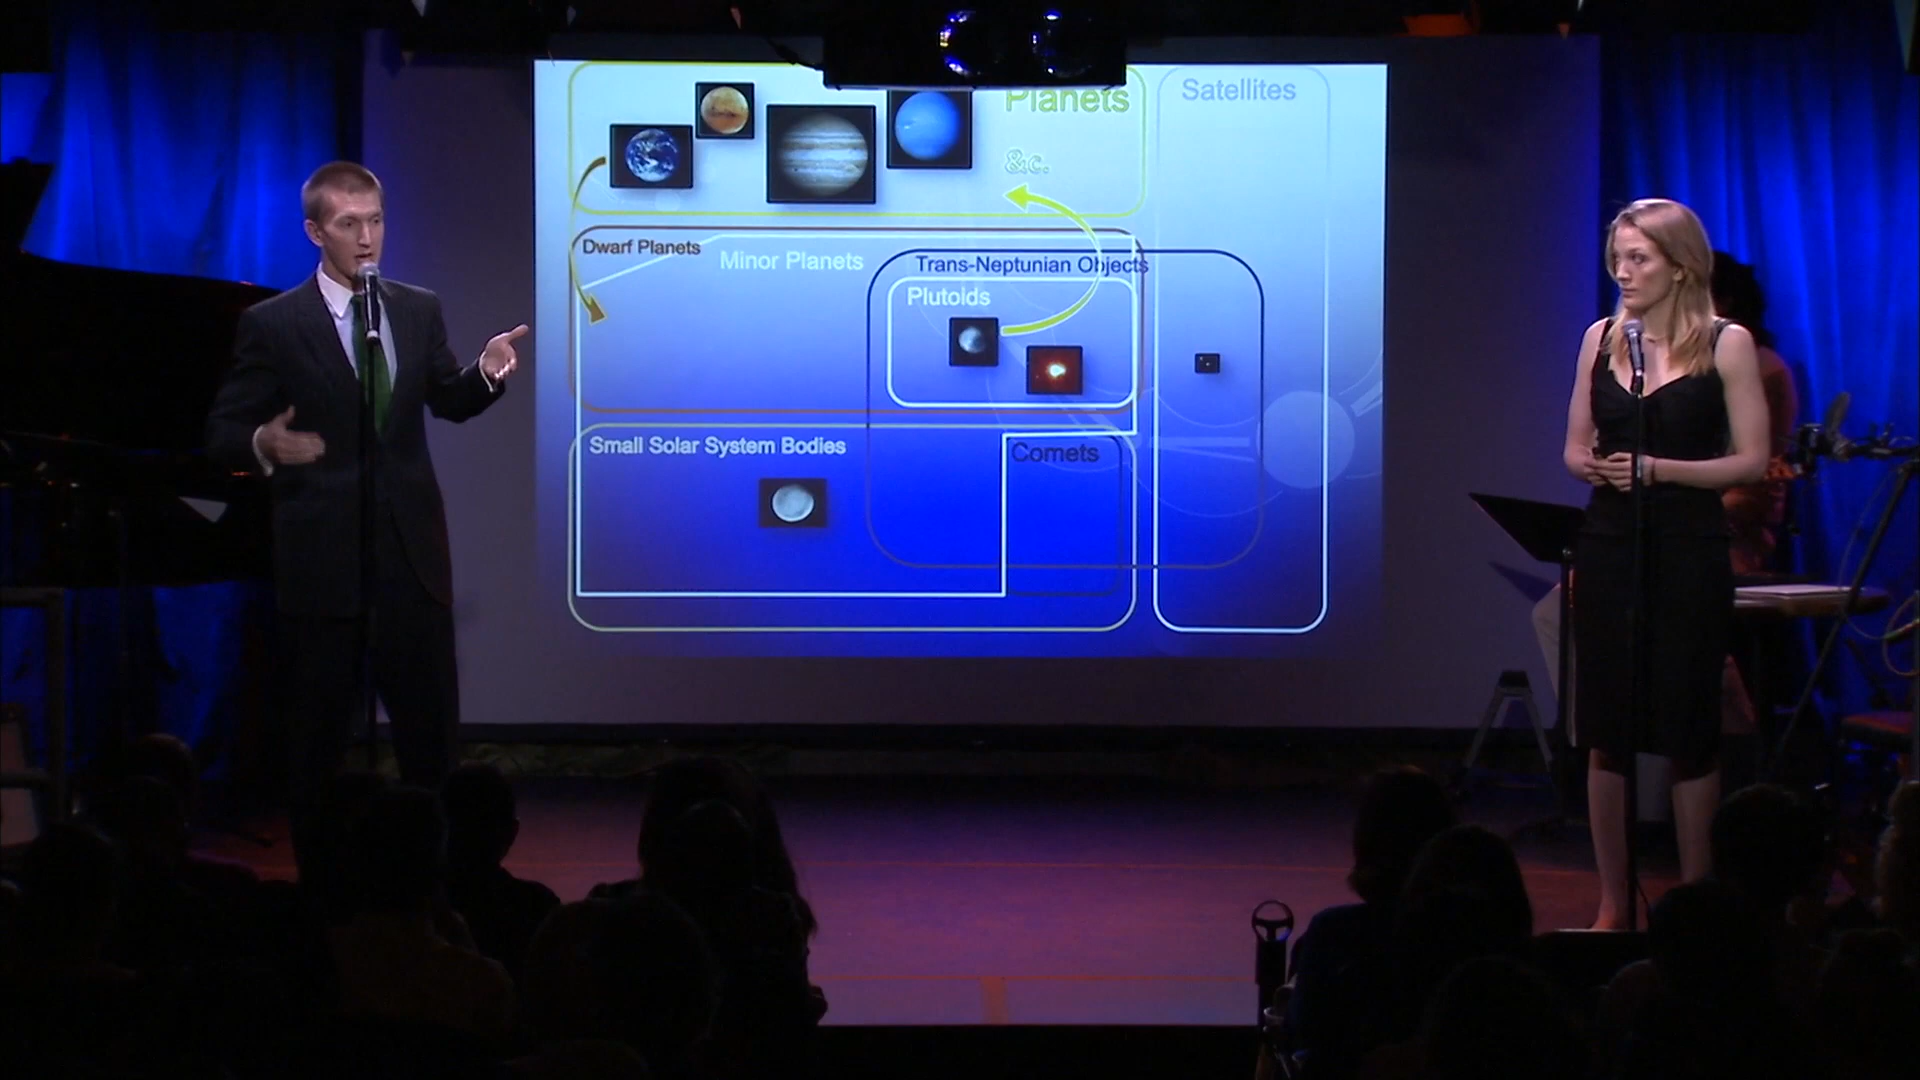 Planets
Satellites
&c.
Dwarf Planets
Minor Planets
Trans-Neptunian Objects
Plutoids
Small Solar System Bodies
Comets